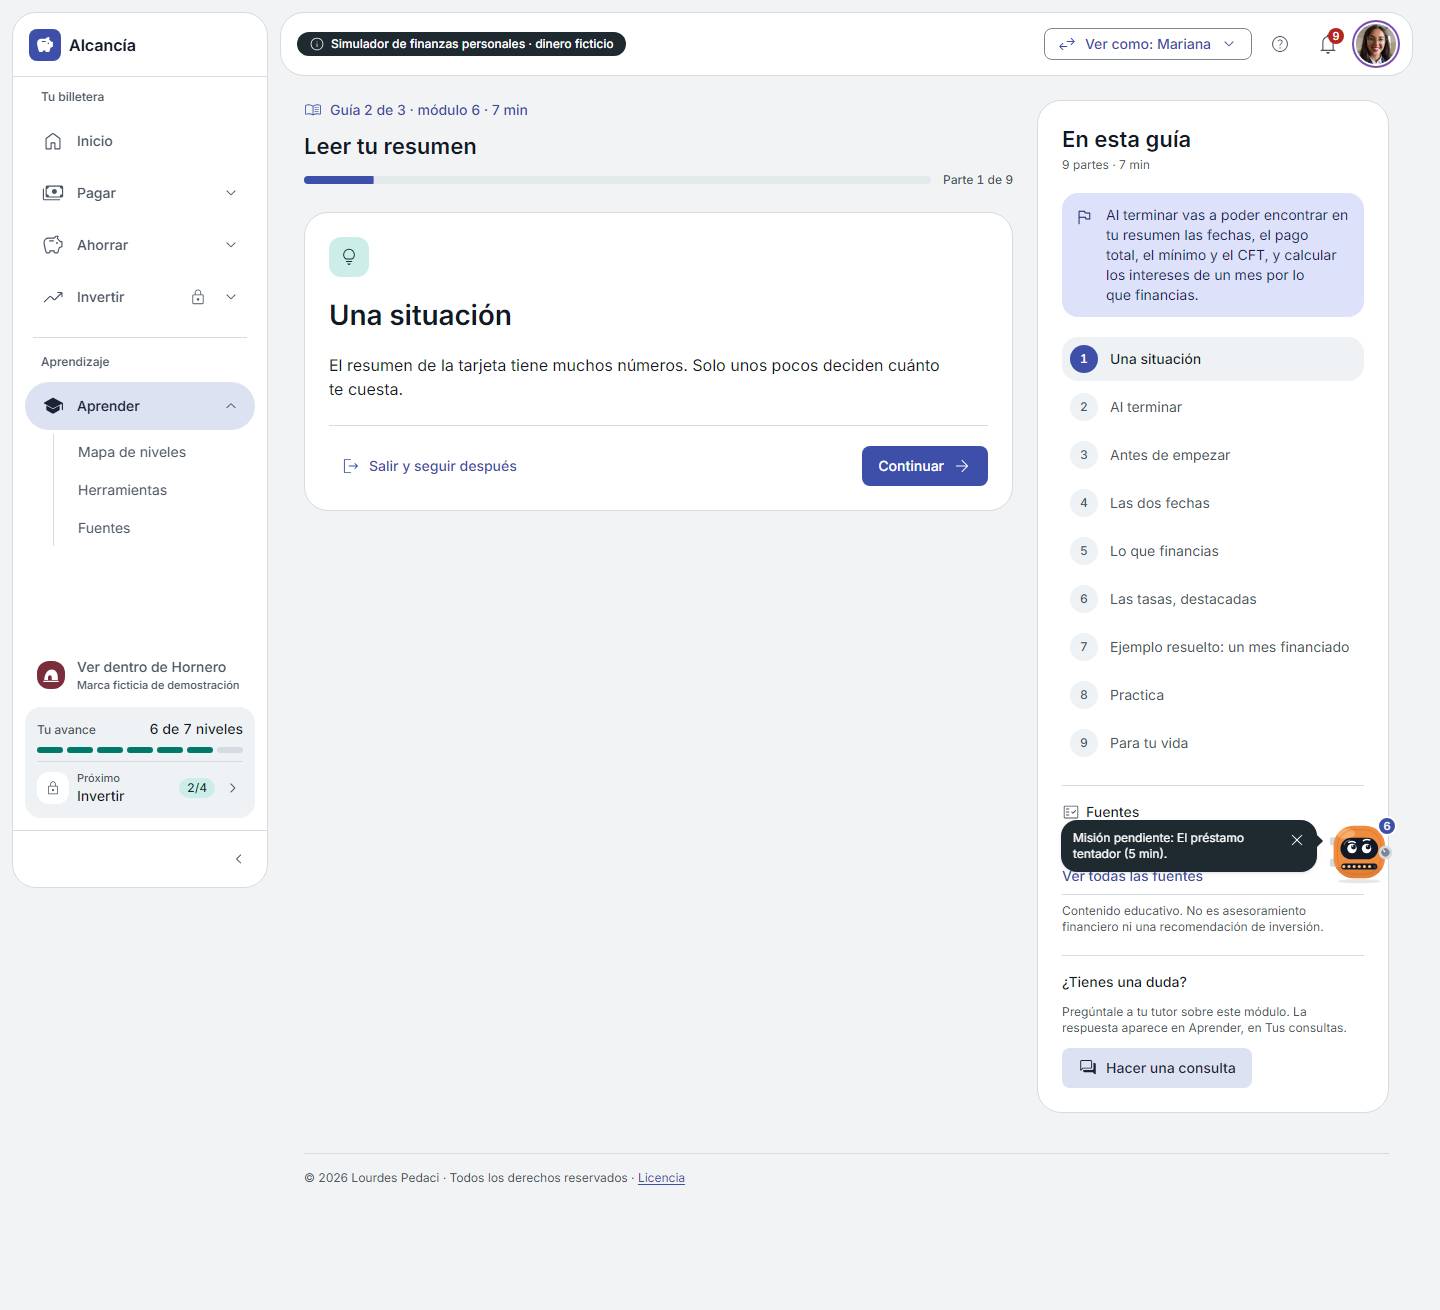 Alcancía
Simulador de finanzas personales · dinero ficticio
Ver como: Mariana
9
Tu billetera
Inicio
Pagar
Ahorrar
Invertir
Aprendizaje
Aprender
Mapa de niveles
Herramientas
Fuentes
Ver dentro de Hornero
Marca ficticia de demostración
Tu avance
6 de 7 niveles
Próximo
Invertir
2/4
Guía 2 de 3 · módulo 6 · 7 min
Leer tu resumen
Parte 1 de 9
Una situación
El resumen de la tarjeta tiene muchos números. Solo unos pocos deciden cuánto
te cuesta.
Salir y seguir después
Continuar
En esta guía
9 partes · 7 min
Al terminar vas a poder encontrar en
tu resumen las fechas, el pago
total, el mínimo y el CFT, y calcular
los intereses de un mes por lo
que financias.
1 Una situación
2 Al terminar
3 Antes de empezar
4 Las dos fechas
5 Lo que financias
6 Las tasas, destacadas
7 Ejemplo resuelto: un mes financiado
8 Practica
9 Para tu vida
Fuentes
Misión pendiente: El préstamo
tentador (5 min).
6
Ver todas las fuentes
Contenido educativo. No es asesoramiento
financiero ni una recomendación de inversión.
¿Tienes una duda?
Pregúntale a tu tutor sobre este módulo. La
respuesta aparece en Aprender, en Tus consultas.
Hacer una consulta
© 2026 Lourdes Pedaci · Todos los derechos reservados · Licencia